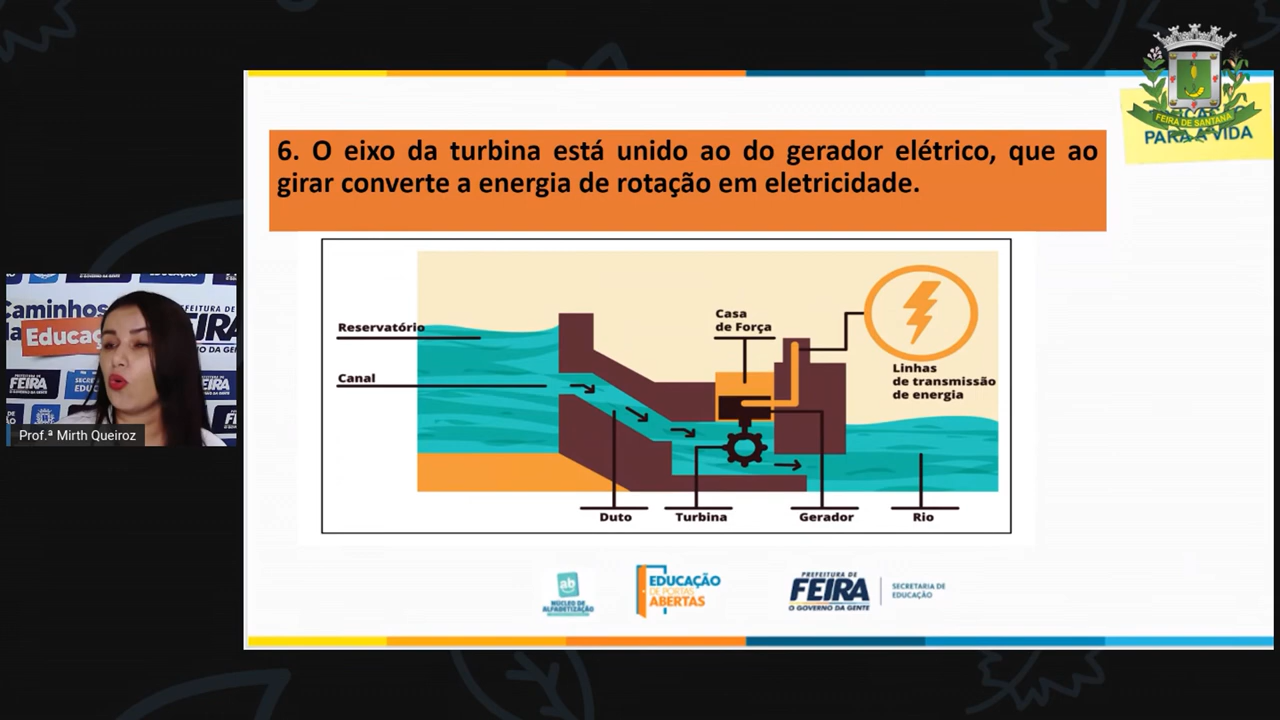 FEIRA DE SANTANA
PARA A VIDA
6. O eixo da turbina está unido ao do gerador elétrico, que ao
girar converte a energia de rotação em eletricidade.
Reservatório
Canal
Casa
de Força
Linhas
de transmissão
de energia
Duto
Turbina
Gerador
Rio
Caminhos
da Educaç
PREFEITURA DE
FEIRA
Prof.ª Mirth Queiroz
ab
NÚCLEO DE
ALFABETIZAÇÃO
EDUCAÇÃO
DE PORTAS
ABERTAS
PREFEITURA DE
FEIRA
O GOVERNO DA GENTE
SECRETARIA DE
EDUCAÇÃO